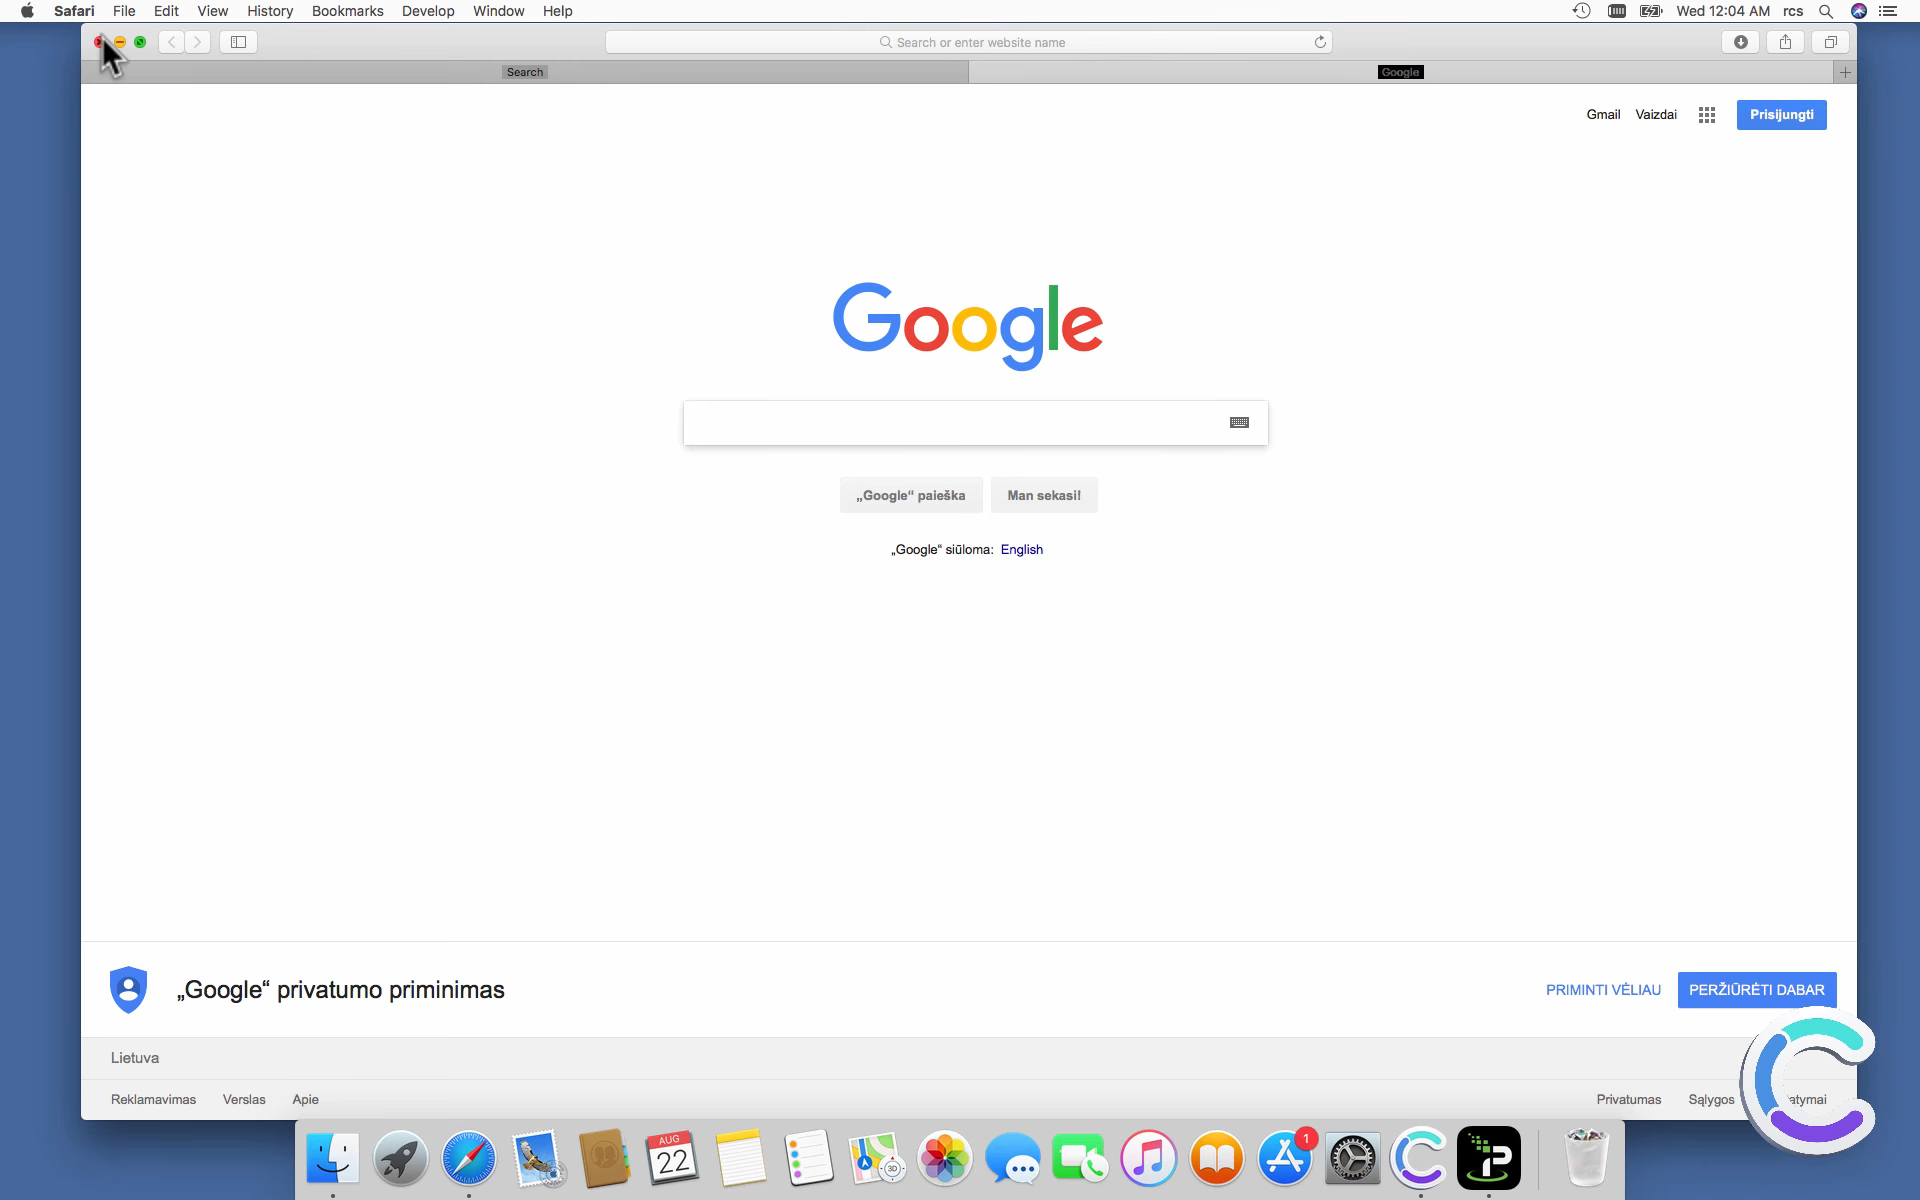 Safari File Edit View History Bookmarks Develop Window Help Wed 12:04 AM rcs
Search or enter website name
Search Google
Gmail Vaizdai Prisijungti
Google
„Google“ paieška Man sekasi!
„Google“ siūloma: English
„Google“ privatumo priminimas PRIMINTI VĖLIAU PERŽIŪRĖTI DABAR
Lietuva
Reklamavimas Verslas Apie Privatumas Sąlygos atymai
AUG
22
3D
1